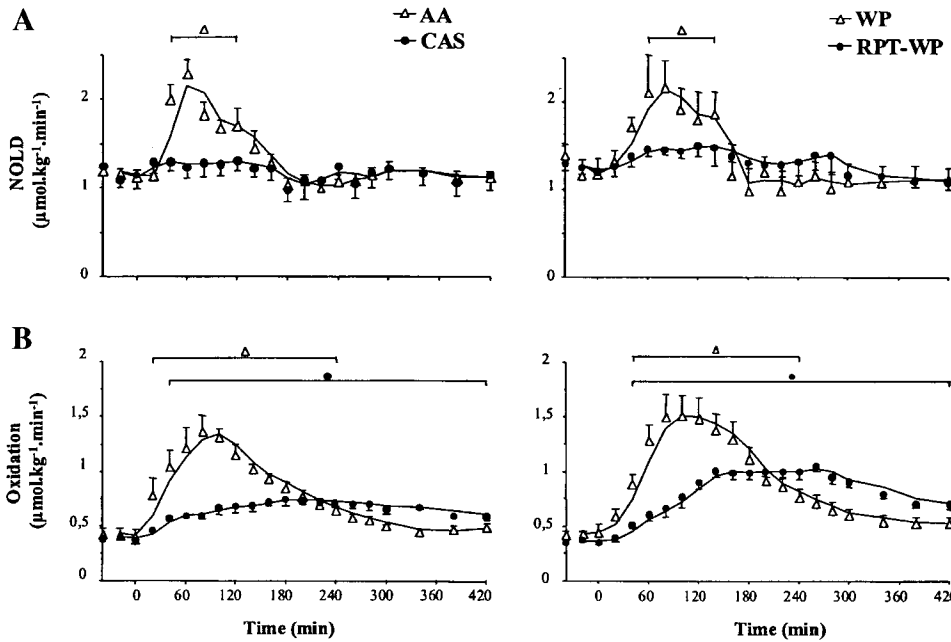 A
Δ AA
● CAS
Δ WP
● RPT-WP
Δ
Δ
NOLD
(μmol.kg⁻¹.min⁻¹)
2
1
0
2
1
0
B
Δ
●
Δ
●
Oxidation
(μmol.kg⁻¹.min⁻¹)
2
1,5
1
0,5
0
2
1,5
1
0,5
0
0 60 120 180 240 300 360 420
0 60 120 180 240 300 360 420
Time (min)
Time (min)